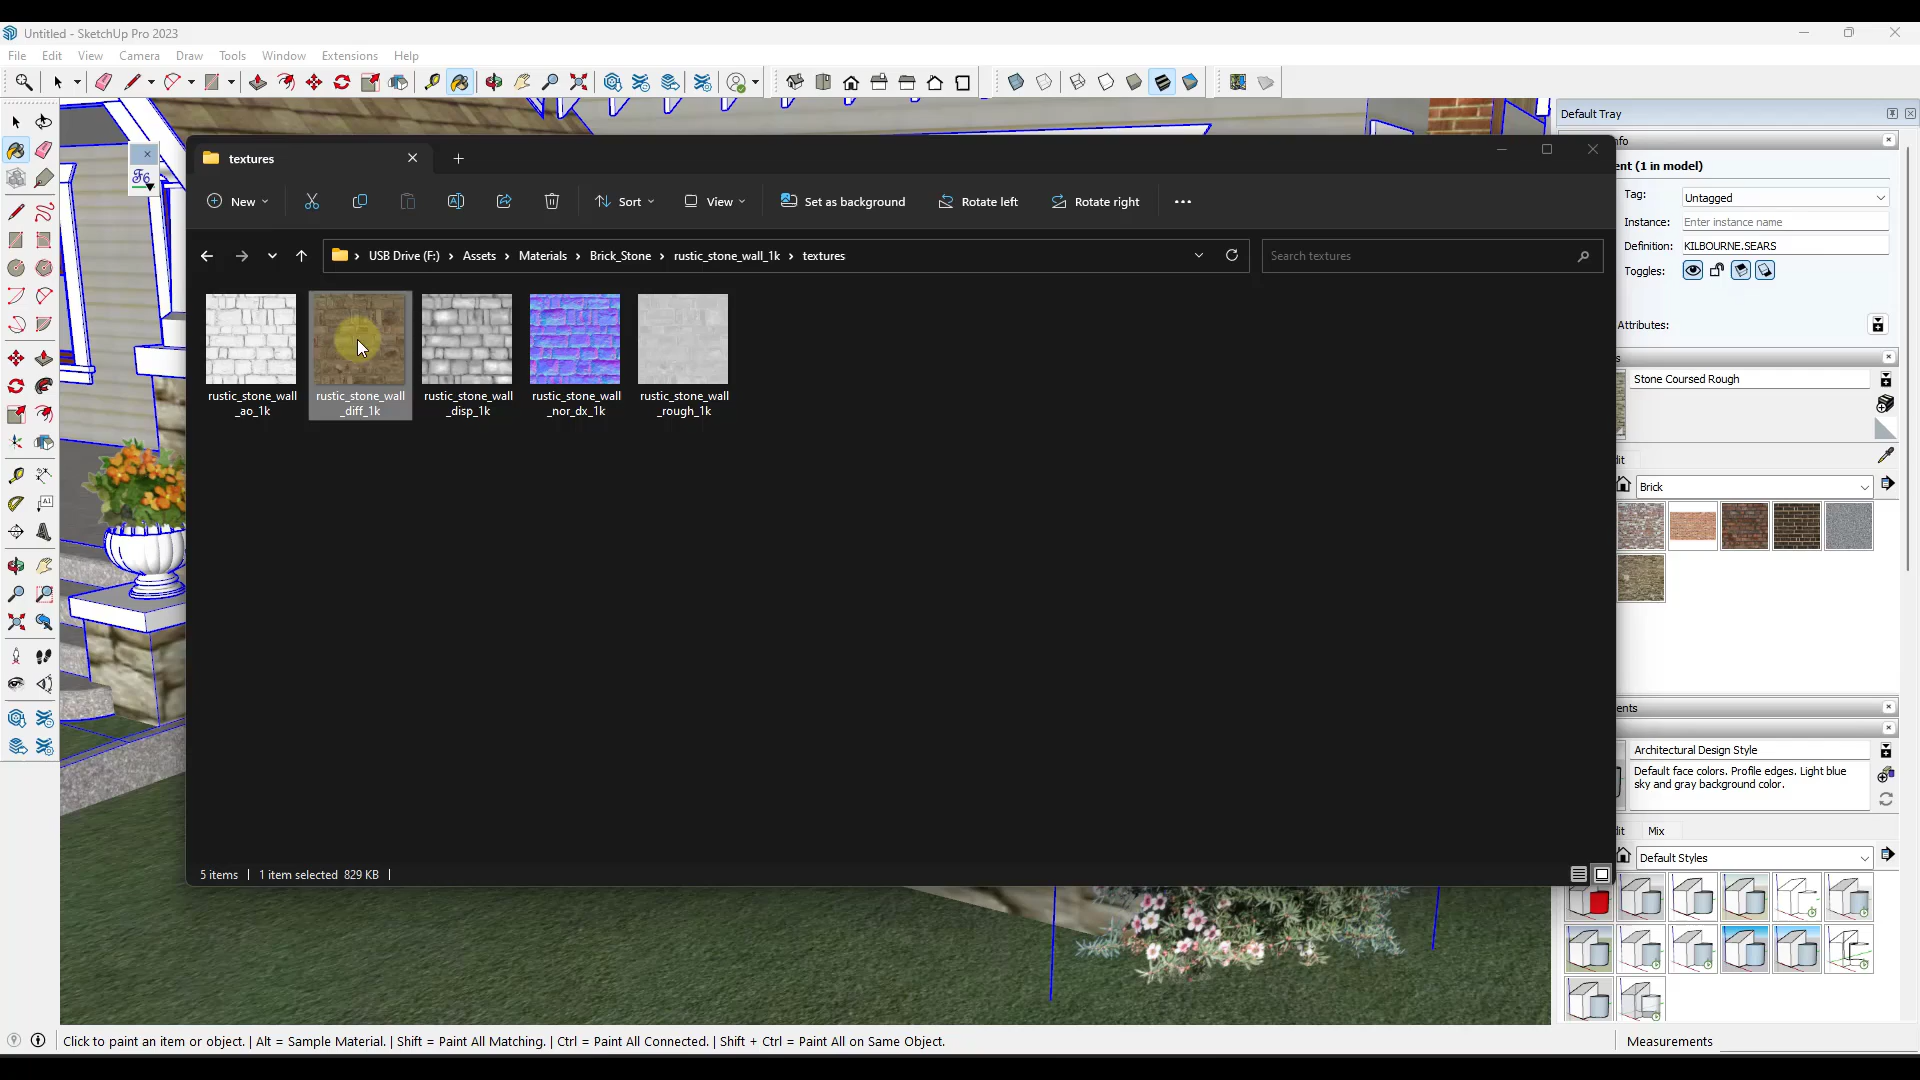 Untitled - SketchUp Pro 2023
File Edit View Camera Draw Tools Window Extensions Help
Default Tray
nfo
ent (1 in model)
Tag: Untagged
Instance: Enter instance name
Definition: KILBOURNE.SEARS
Toggles:
Attributes:
s
Stone Coursed Rough
dit
Brick
ents
Architectural Design Style
Default face colors. Profile edges. Light blue
sky and gray background color.
dit Mix
Default Styles
textures
New Sort View Set as background Rotate left Rotate right
USB Drive (F:) › Assets › Materials › Brick_Stone › rustic_stone_wall_1k › textures
Search textures
rustic_stone_wall
_ao_1k
rustic_stone_wall
_diff_1k
rustic_stone_wall
_disp_1k
rustic_stone_wall
_nor_dx_1k
rustic_stone_wall
_rough_1k
5 items | 1 item selected 829 KB |
Click to paint an item or object. | Alt = Sample Material. | Shift = Paint All Matching. | Ctrl = Paint All Connected. | Shift + Ctrl = Paint All on Same Object.
Measurements